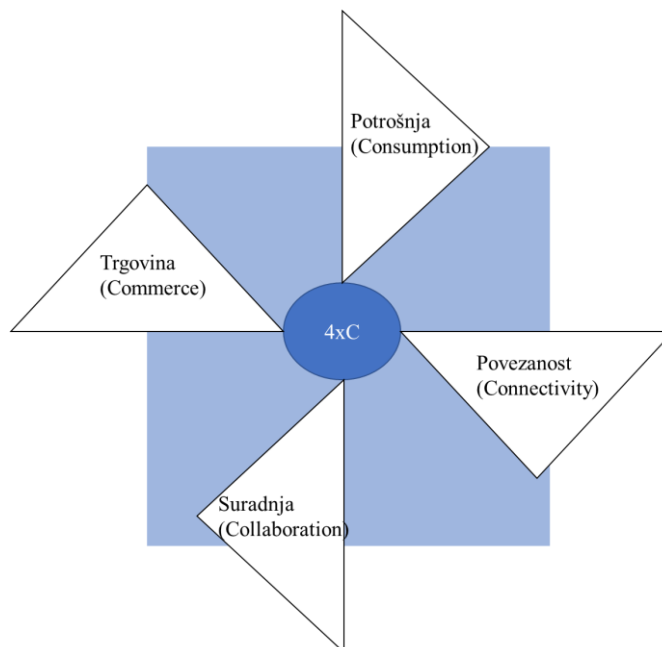 Potrošnja
(Consumption)
Trgovina
(Commerce)
4xC
Povezanost
(Connectivity)
Suradnja
(Collaboration)